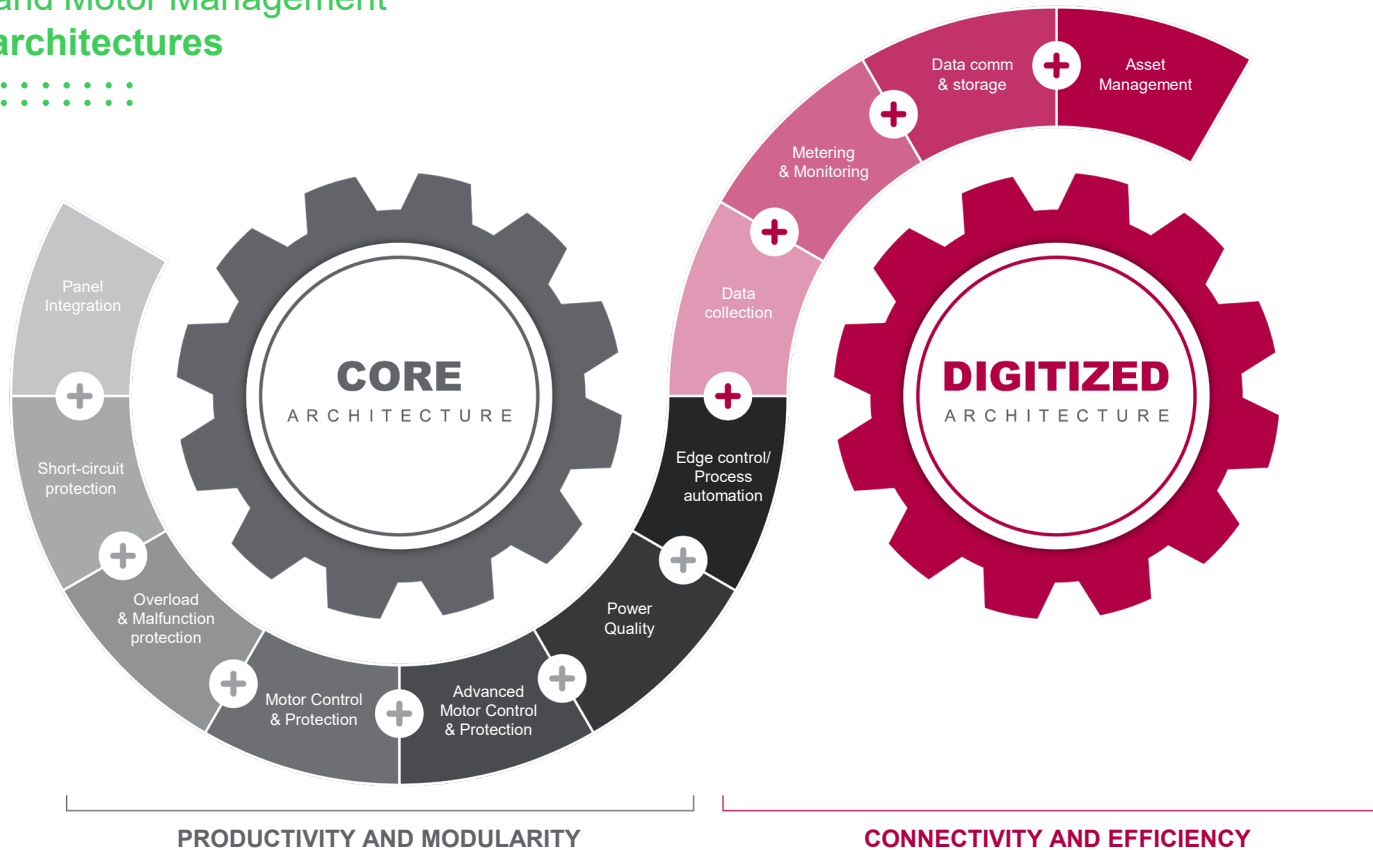 and Motor Management
architectures
Data comm
& storage
Asset
Management
Metering
& Monitoring
Panel
Integration
Data
collection
CORE
ARCHITECTURE
DIGITIZED
ARCHITECTURE
Short-circuit
protection
Edge control/
Process
automation
Overload
& Malfunction
protection
Power
Quality
Motor Control
& Protection
Advanced
Motor Control
& Protection
PRODUCTIVITY AND MODULARITY
CONNECTIVITY AND EFFICIENCY